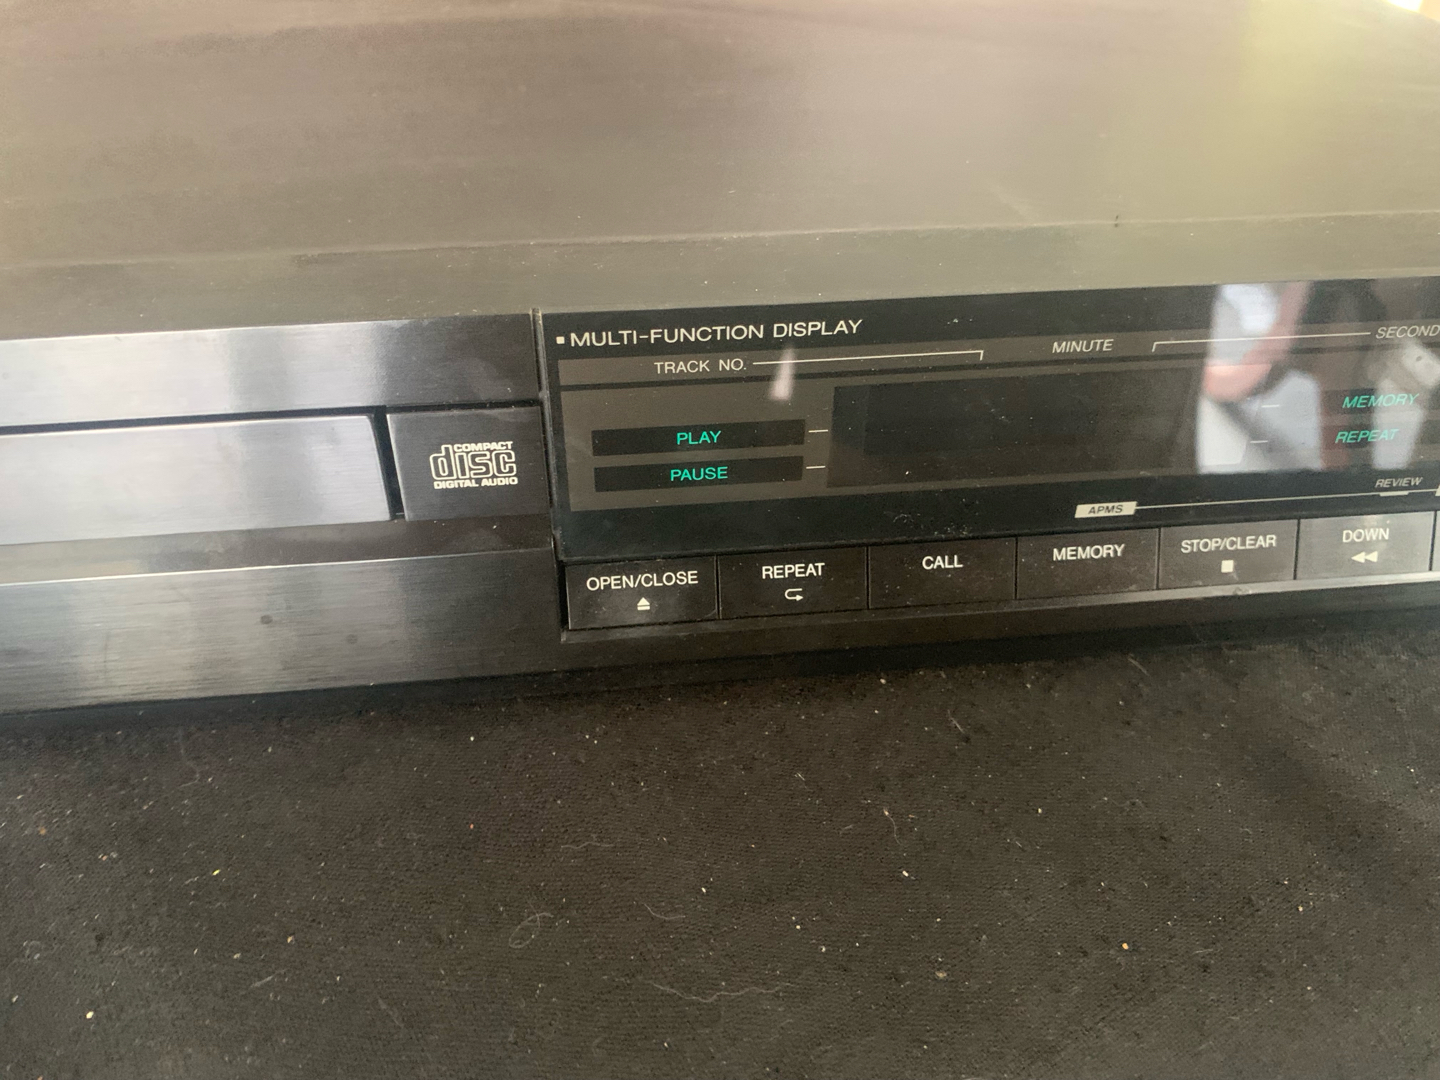 MULTI-FUNCTION DISPLAY
TRACK NO.
MINUTE
SECOND
COMPACT
disc
DIGITAL AUDIO
PLAY
PAUSE
MEMORY
REPEAT
REVIEW
APMS
OPEN/CLOSE
REPEAT
CALL
MEMORY
STOP/CLEAR
DOWN